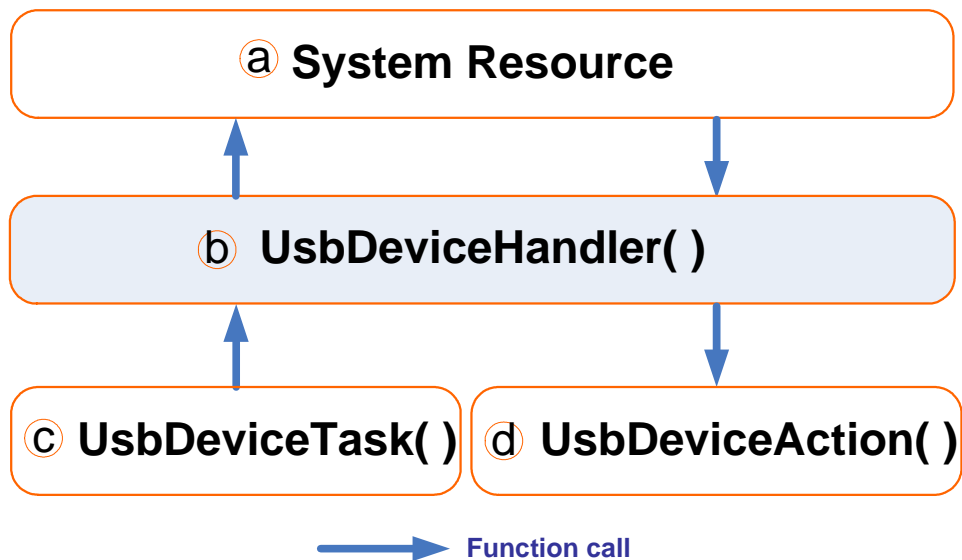 ⓐ System Resource
ⓑ UsbDeviceHandler( )
ⓒ UsbDeviceTask( )
ⓓ UsbDeviceAction( )
Function call